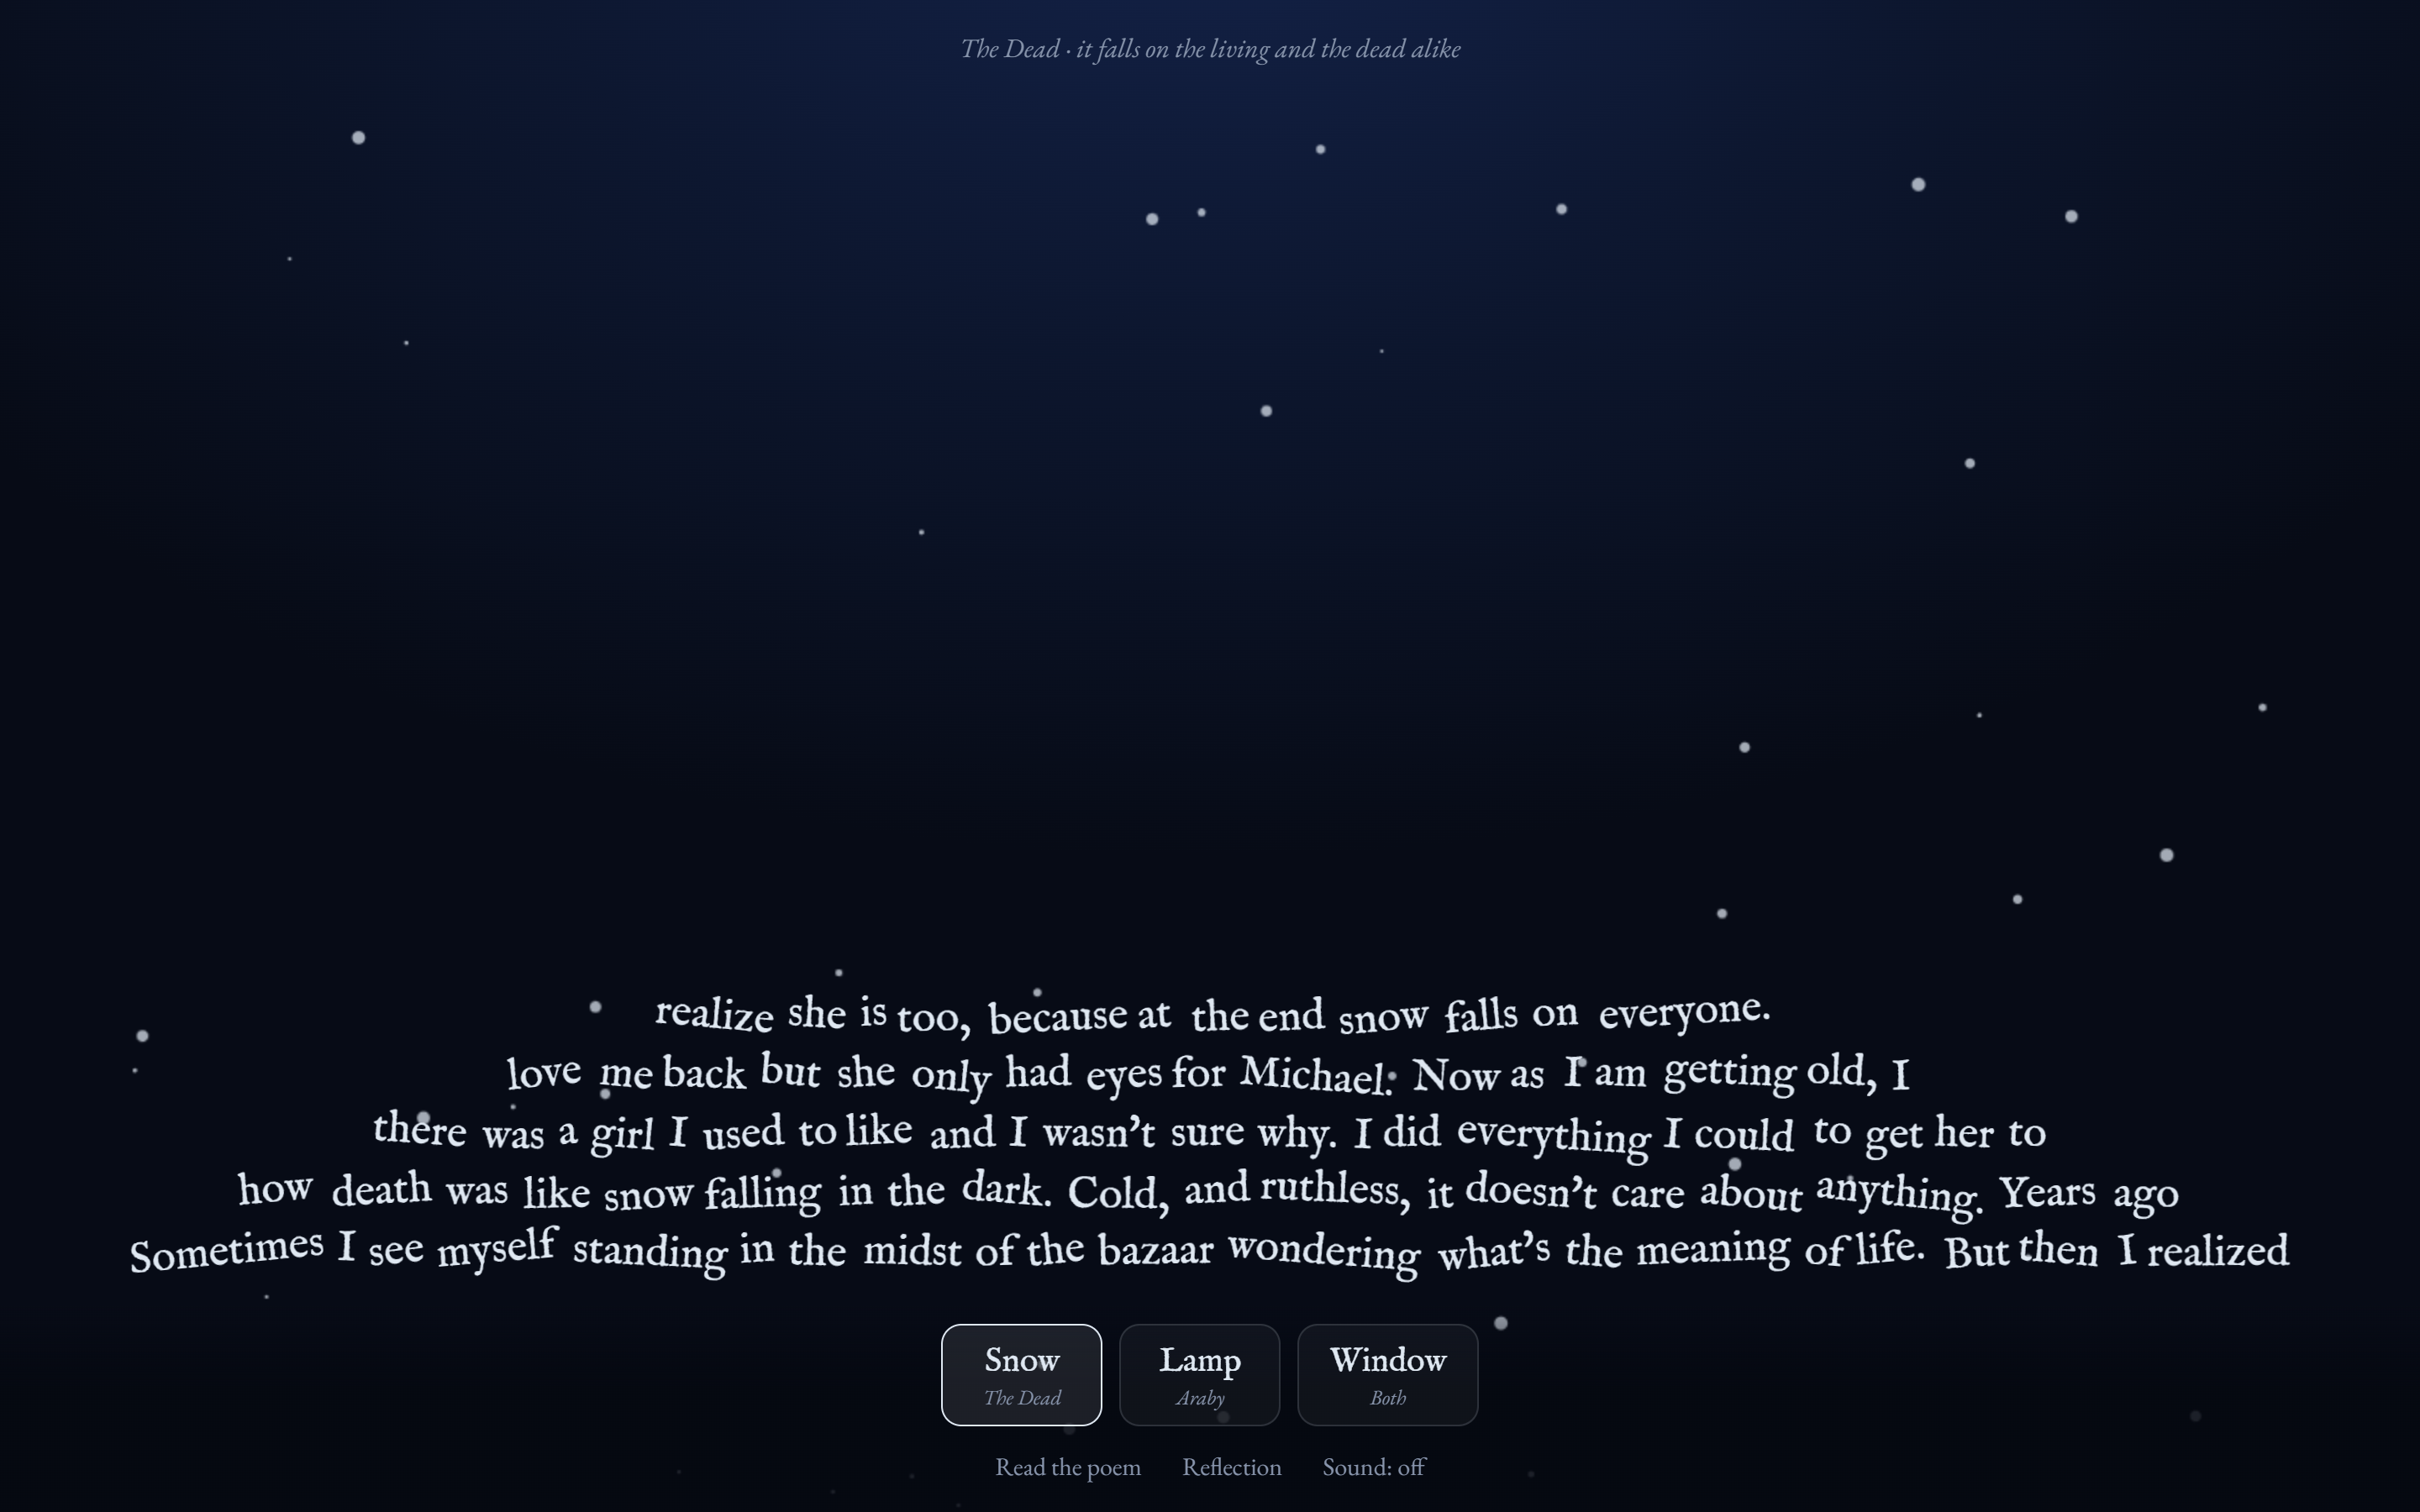 The Dead · it falls on the living and the dead alike
realize she is too, because at the end snow falls on everyone.
love me back but she only had eyes for Michael. Now as I am getting old, I
there was a girl I used to like and I wasn’t sure why. I did everything I could to get her to
how death was like snow falling in the dark. Cold, and ruthless, it doesn’t care about anything. Years ago
Sometimes I see myself standing in the midst of the bazaar wondering what’s the meaning of life. But then I realized
Snow
The Dead
Lamp
Araby
Window
Both
Read the poem
Reflection
Sound: off